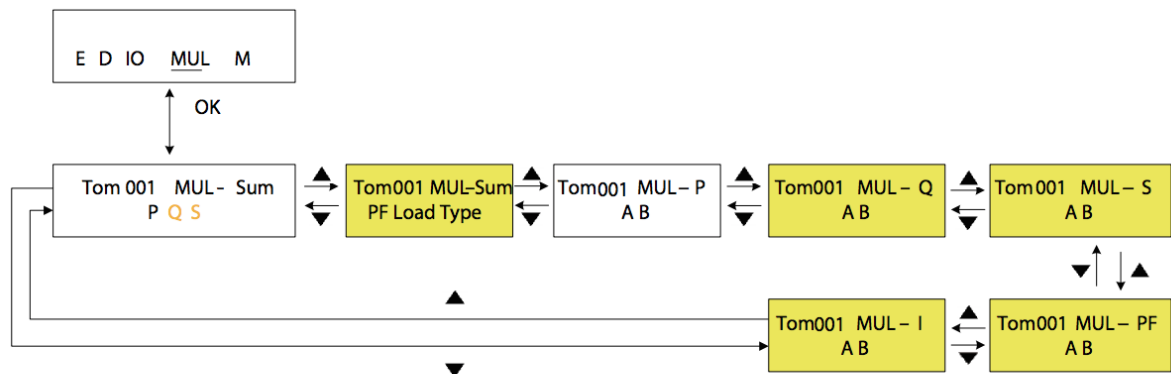 E D IO MUL M
OK
Tom 001 MUL- Sum
P Q S
Tom001 MUL-Sum
PF Load Type
Tom001 MUL- P
A B
Tom001 MUL- Q
A B
Tom001 MUL- S
A B
Tom001 MUL- I
A B
Tom001 MUL- PF
A B